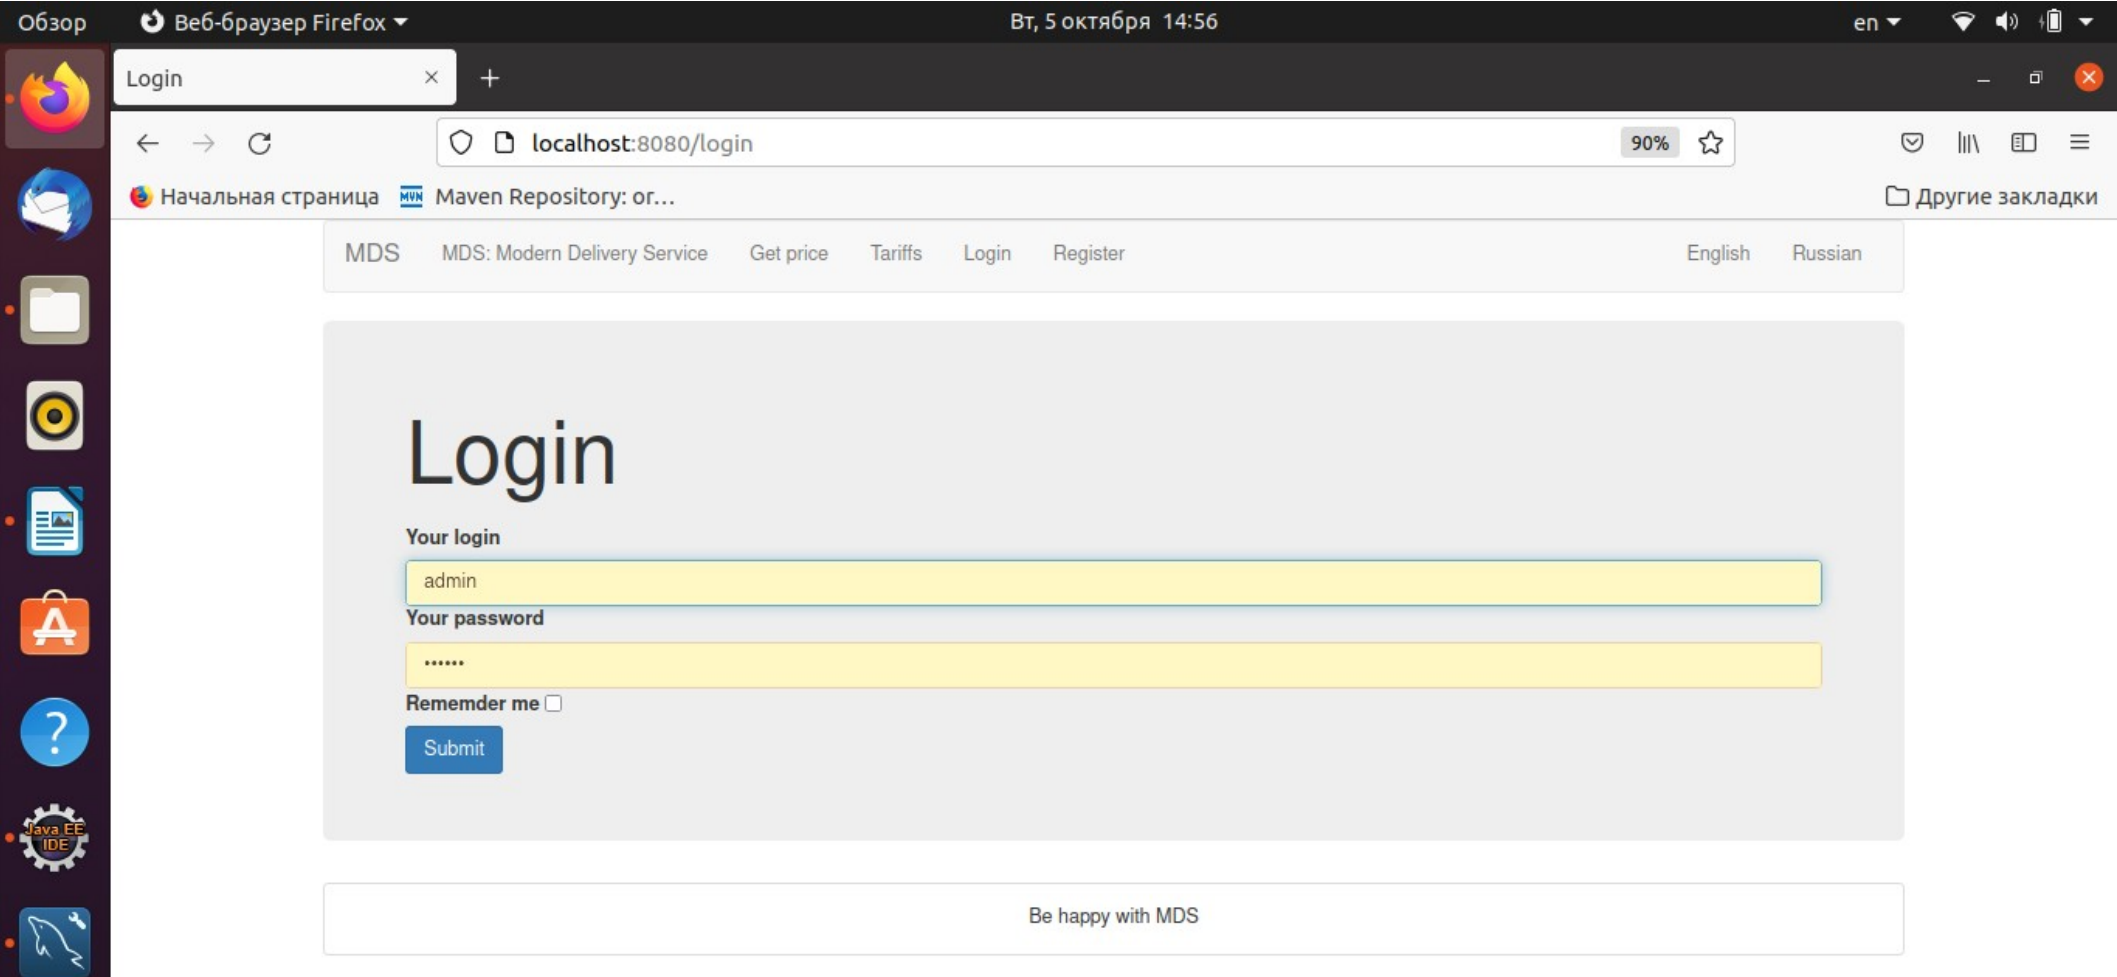 Обзор Веб-браузер Firefox Вт, 5 октября 14:56 en
Login
localhost:8080/login 90%
Начальная страница MVN Maven Repository: or… Другие закладки
MDS MDS: Modern Delivery Service Get price Tariffs Login Register English Russian
Login
Your login
admin
Your password
••••••
Rememder me
Submit
Java EE
IDE
Be happy with MDS